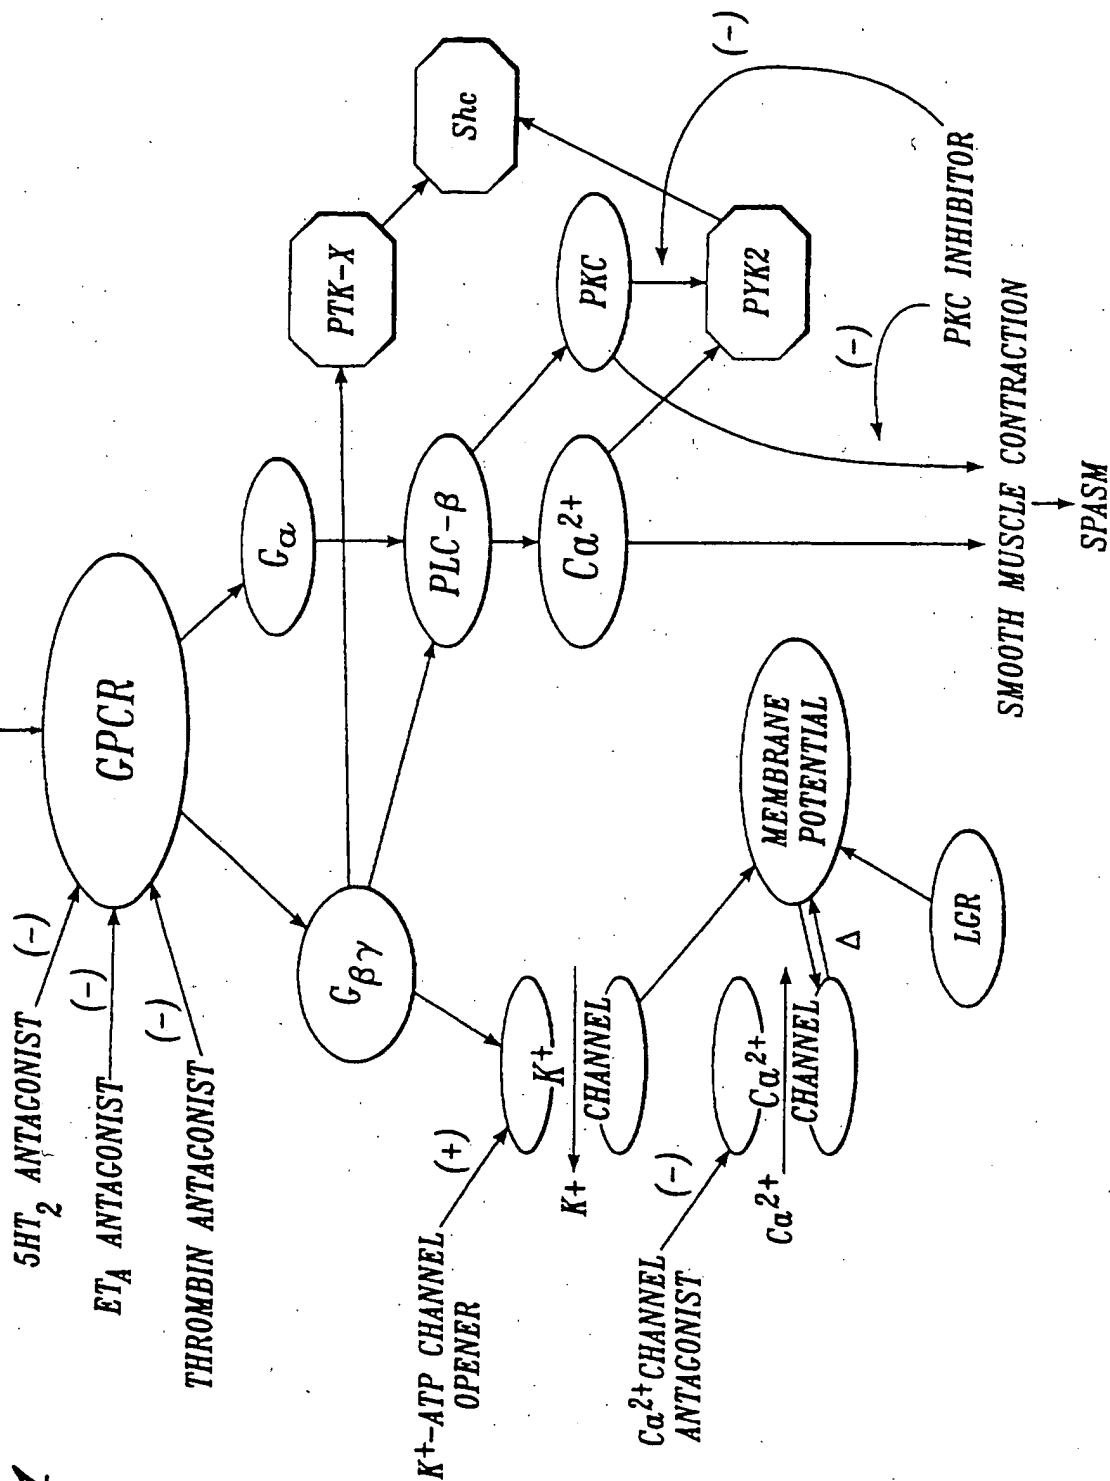 5HT2 ANTAGONIST
(-)
ETA ANTAGONIST
(-)
THROMBIN ANTAGONIST
(-)
GPCR
Gα
Gβγ
PTK-X
Shc
PLC-β
PKC
Ca2+
PYK2
(-)
(-)
PKC INHIBITOR
K+-ATP CHANNEL
OPENER
(+)
K+
K+
CHANNEL
Ca2+CHANNEL
ANTAGONIST
(-)
Ca2+
Ca2+
CHANNEL
Δ
MEMBRANE
POTENTIAL
LGR
SMOOTH MUSCLE CONTRACTION
SPASM